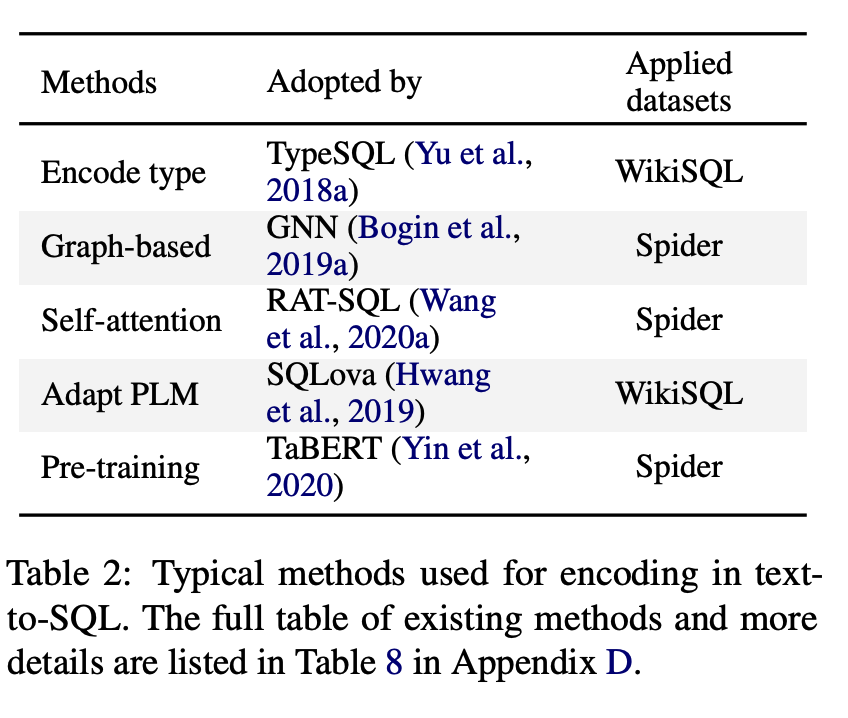 Methods Adopted by Applied datasets
Encode type TypeSQL (Yu et al., 2018a) WikiSQL
Graph-based GNN (Bogin et al., 2019a) Spider
Self-attention RAT-SQL (Wang et al., 2020a) Spider
Adapt PLM SQLova (Hwang et al., 2019) WikiSQL
Pre-training TaBERT (Yin et al., 2020) Spider
Table 2: Typical methods used for encoding in text-
to-SQL. The full table of existing methods and more
details are listed in Table 8 in Appendix D.